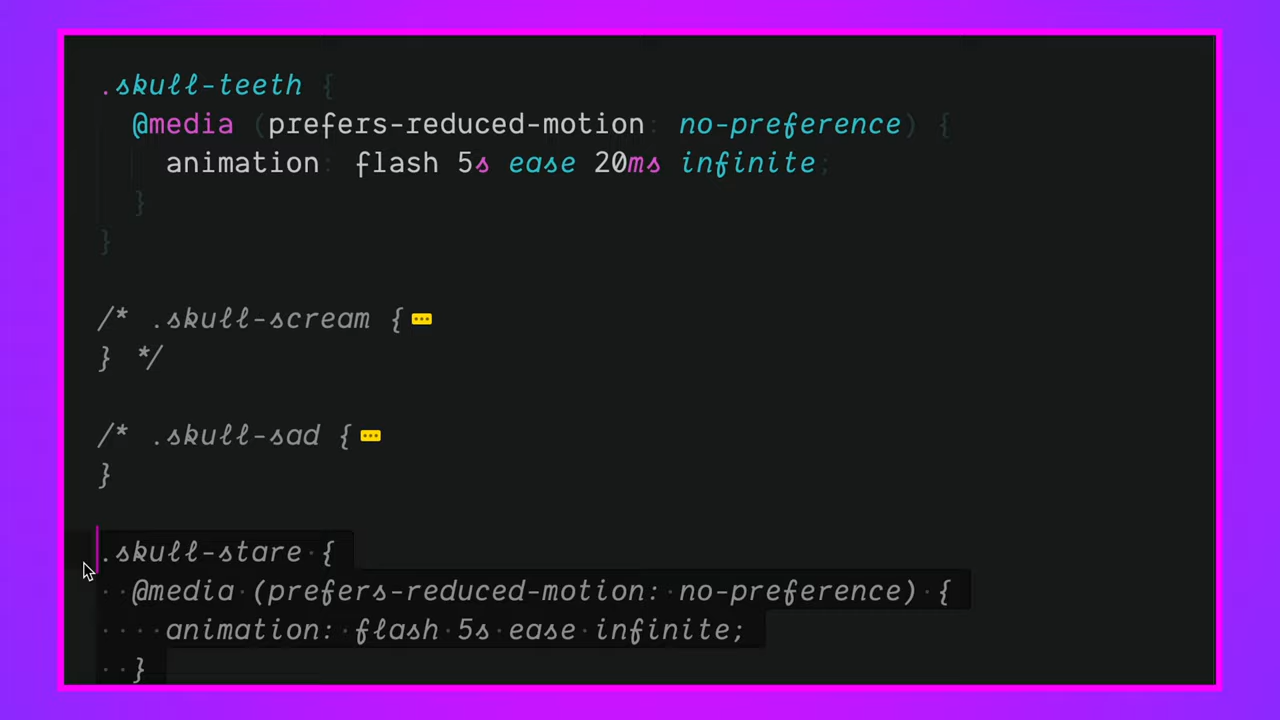 .skull-teeth {
@media (prefers-reduced-motion: no-preference) {
animation: flash 5s ease 20ms infinite;
}
}
/* .skull-scream {
} */
/* .skull-sad {
}
.skull-stare {
@media (prefers-reduced-motion: no-preference) {
animation: flash 5s ease infinite;
}